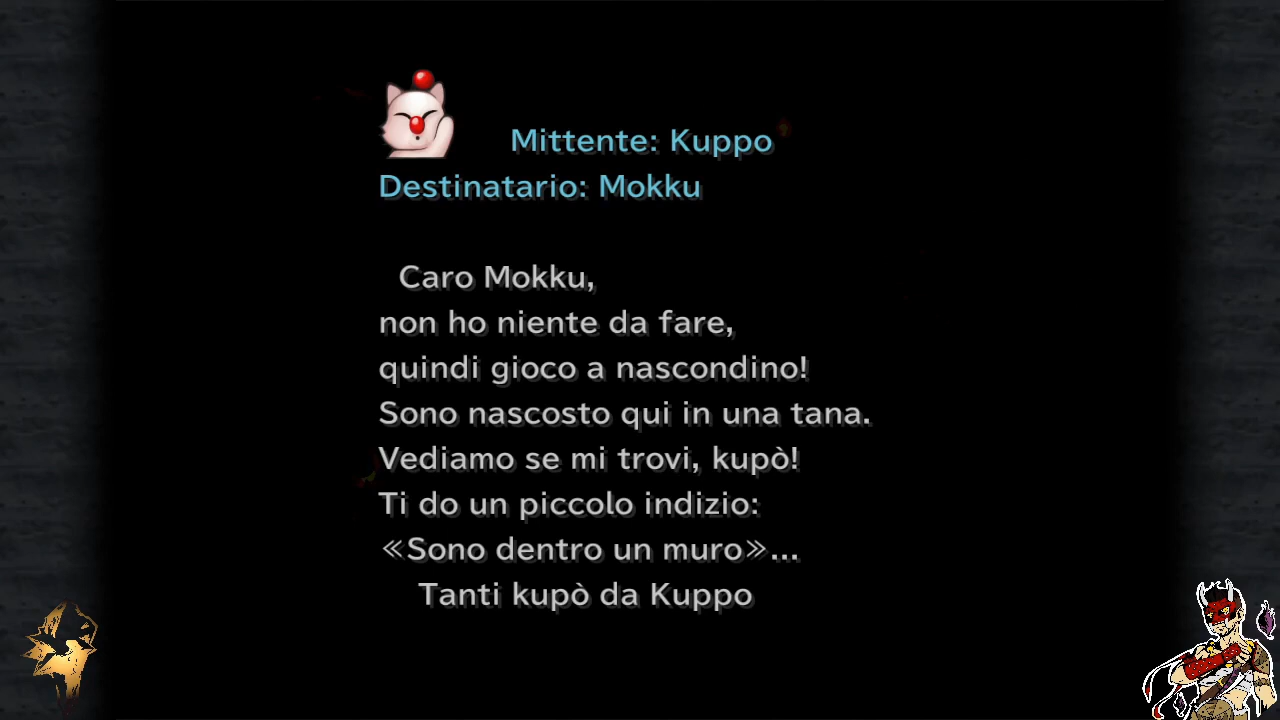 Mittente: Kuppo
Destinatario: Mokku
Caro Mokku,
non ho niente da fare,
quindi gioco a nascondino!
Sono nascosto qui in una tana.
Vediamo se mi trovi, kupò!
Ti do un piccolo indizio:
≪Sono dentro un muro≫...
Tanti kupò da Kuppo